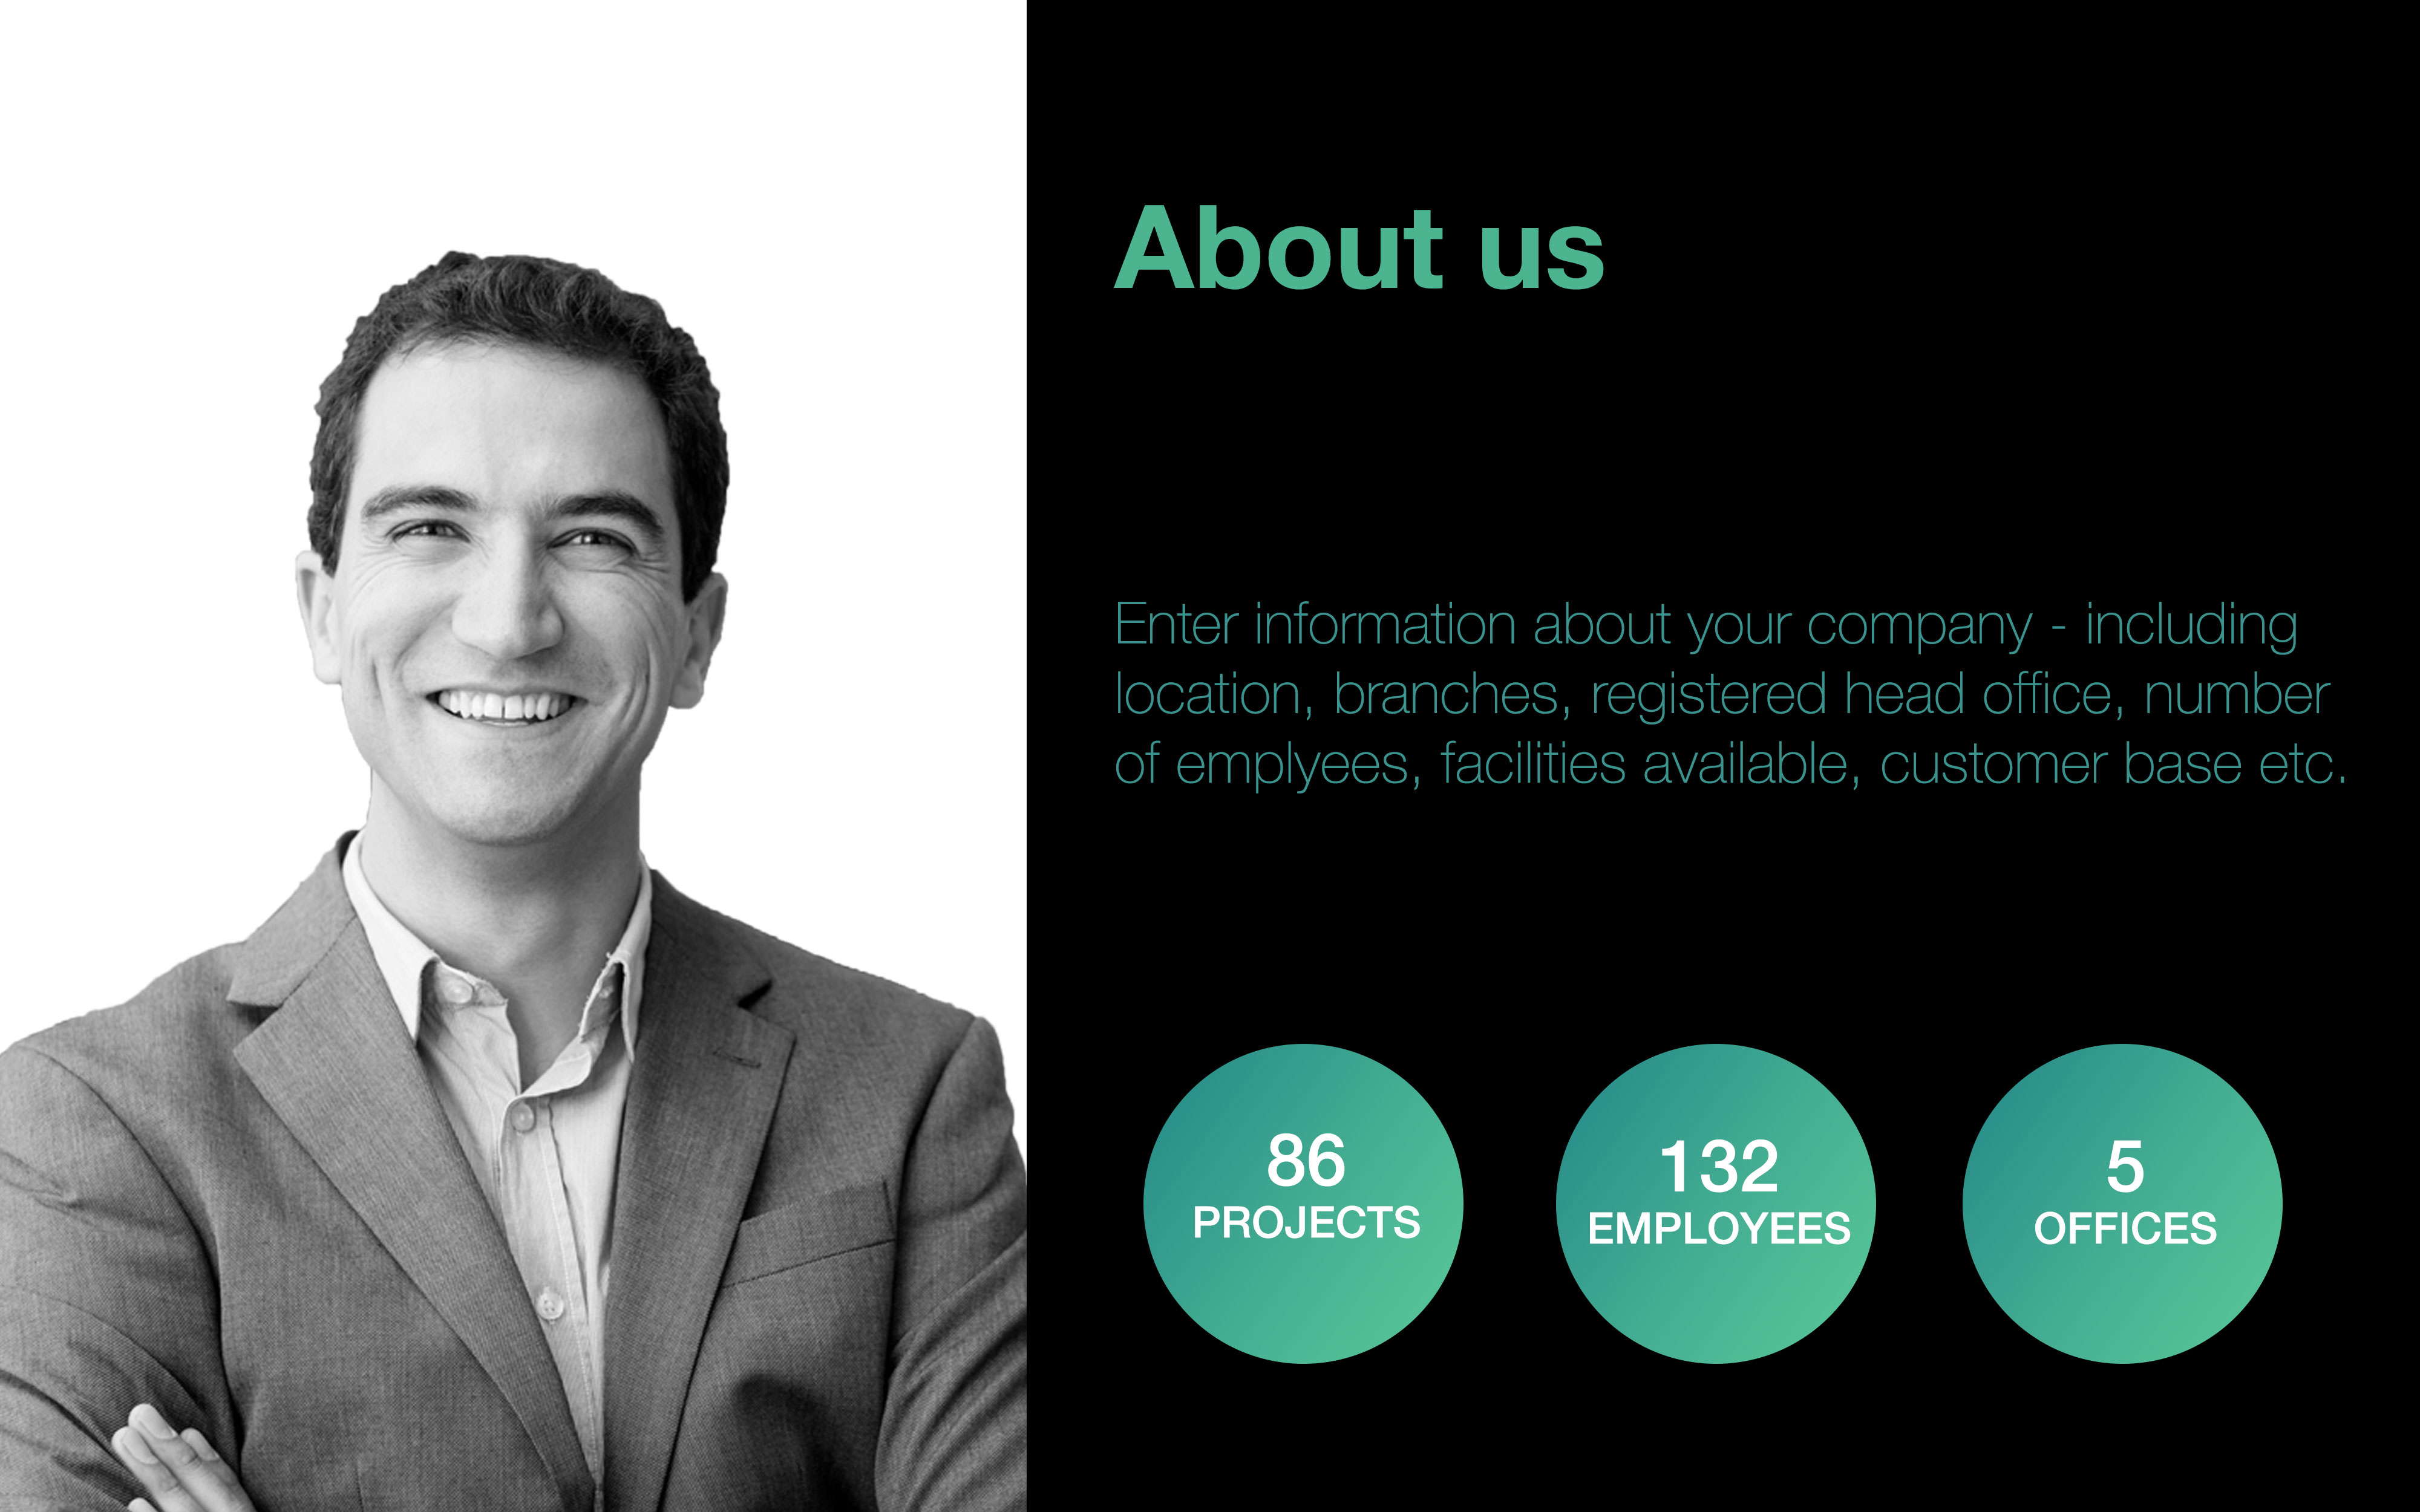 About us
Enter information about your company - including
location, branches, registered head office, number
of emplyees, facilities available, customer base etc.
86
PROJECTS
132
EMPLOYEES
5
OFFICES